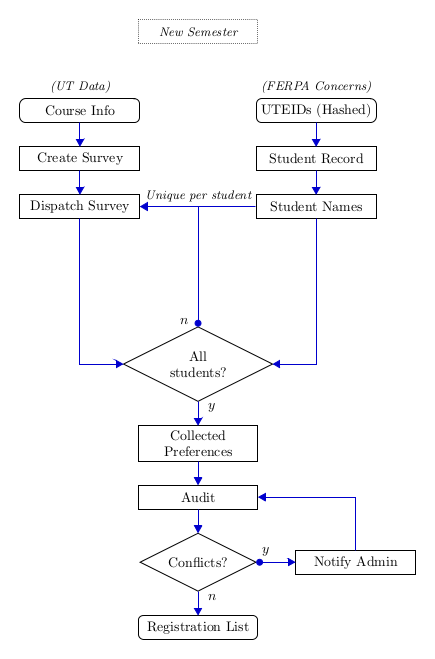 New Semester
(UT Data)
(FERPA Concerns)
Course Info
UTEIDs (Hashed)
Create Survey
Student Record
Unique per student
Dispatch Survey
Student Names
n
All
students?
y
Collected
Preferences
Audit
y
Conflicts?
Notify Admin
n
Registration List